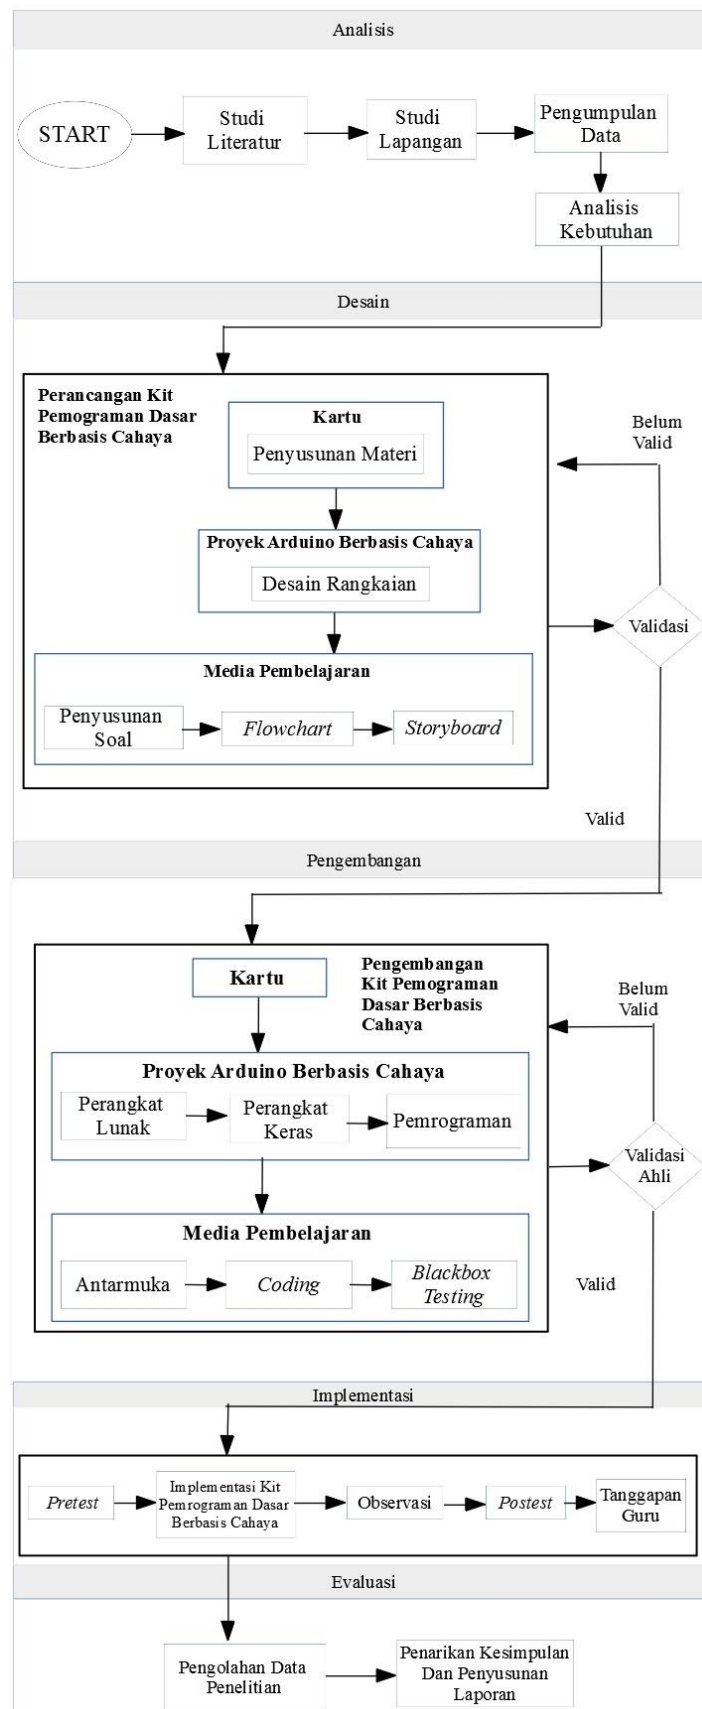 Analisis
START
Studi
Literatur
Studi
Lapangan
Pengumpulan
Data
Analisis
Kebutuhan
Desain
Perancangan Kit
Pemograman Dasar
Berbasis Cahaya
Kartu
Penyusunan Materi
Proyek Arduino Berbasis Cahaya
Desain Rangkaian
Media Pembelajaran
Penyusunan
Soal
Flowchart
Storyboard
Belum
Valid
Validasi
Valid
Pengembangan
Kartu
Pengembangan
Kit Pemograman
Dasar Berbasis
Cahaya
Proyek Arduino Berbasis Cahaya
Perangkat
Lunak
Perangkat
Keras
Pemrograman
Media Pembelajaran
Antarmuka
Coding
Blackbox
Testing
Belum
Valid
Validasi
Ahli
Valid
Implementasi
Pretest
Implementasi Kit
Pemrograman Dasar
Berbasis Cahaya
Observasi
Postest
Tanggapan
Guru
Evaluasi
Pengolahan Data
Penelitian
Penarikan Kesimpulan
Dan Penyusunan
Laporan